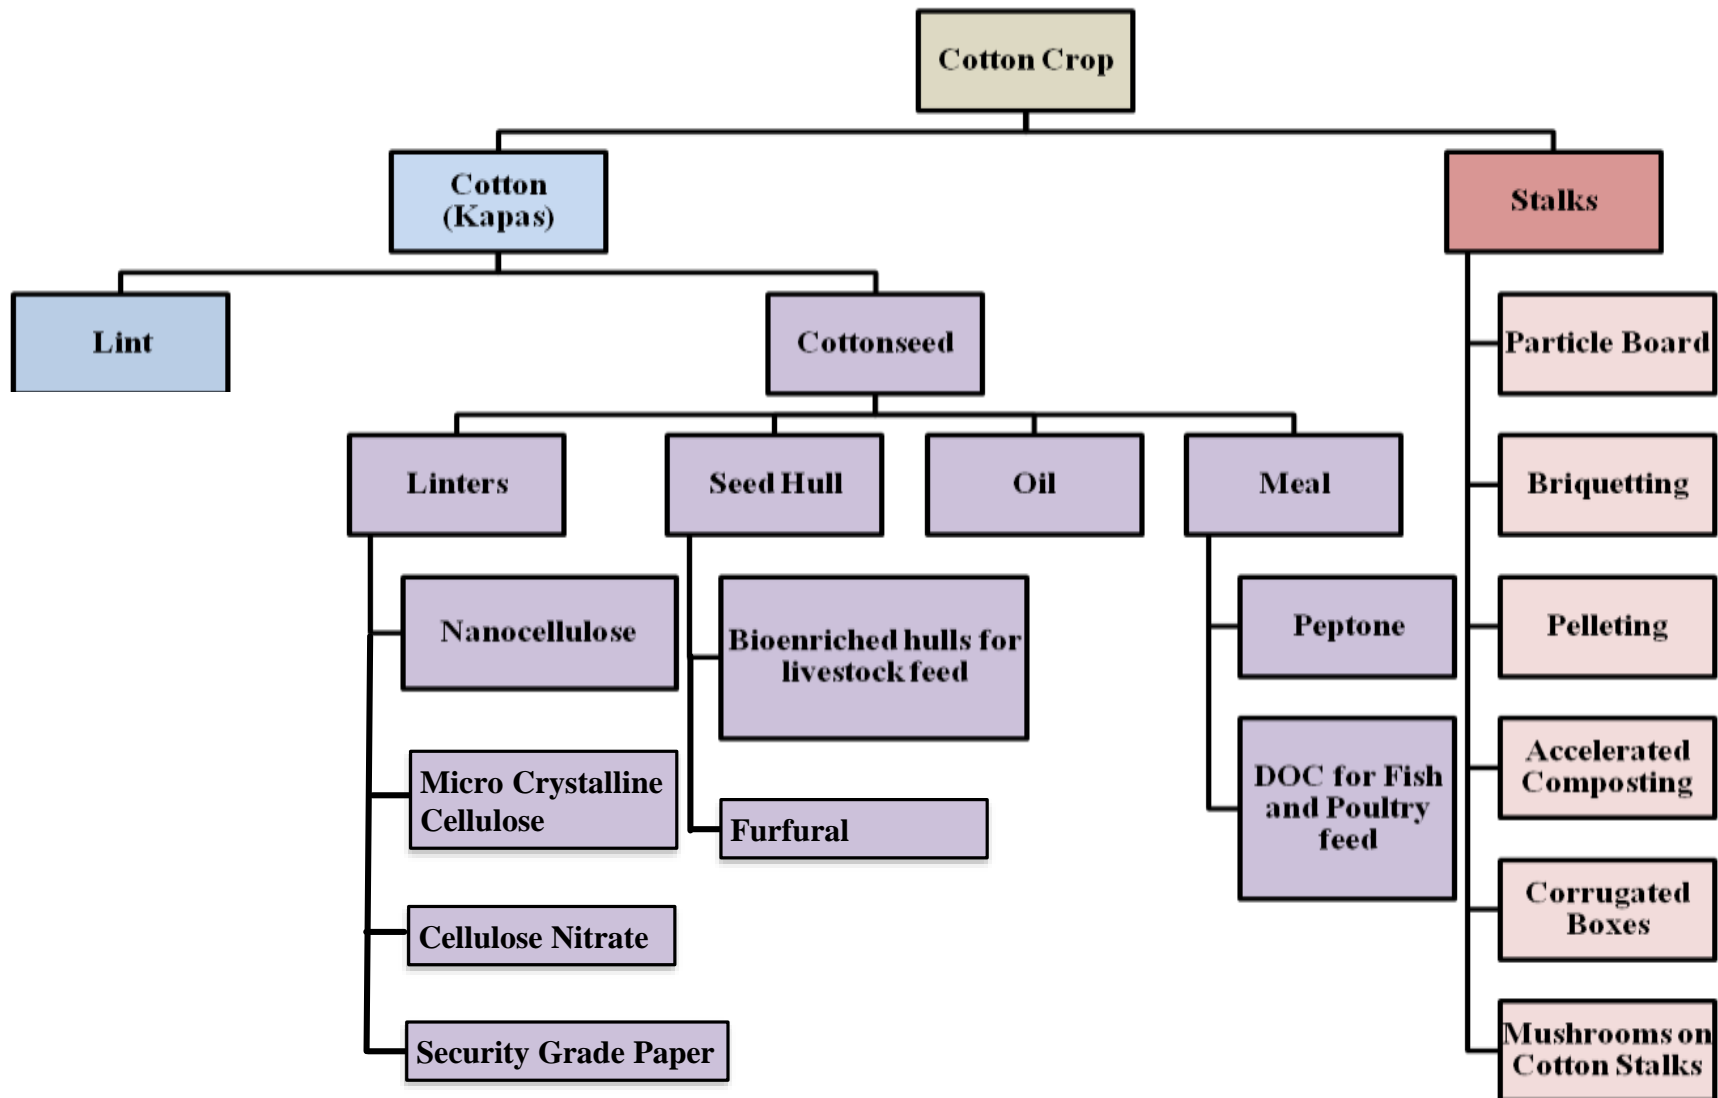 Cotton Crop
Cotton
(Kapas)
Stalks
Lint
Cottonseed
Particle Board
Linters
Seed Hull
Oil
Meal
Briquetting
Nanocellulose
Bioenriched hulls for
livestock feed
Peptone
Pelleting
Micro Crystalline
Cellulose
Furfural
DOC for Fish
and Poultry
feed
Accelerated
Composting
Cellulose Nitrate
Corrugated
Boxes
Security Grade Paper
Mushrooms on
Cotton Stalks